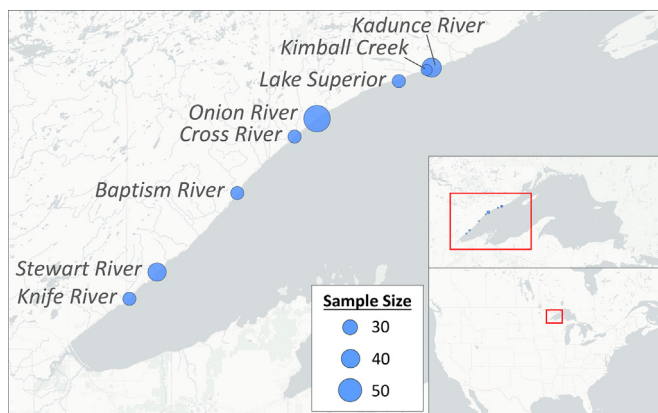 Kadunce River
Kimball Creek
Lake Superior
Onion River
Cross River
Baptism River
Stewart River
Knife River
Sample Size
30
40
50